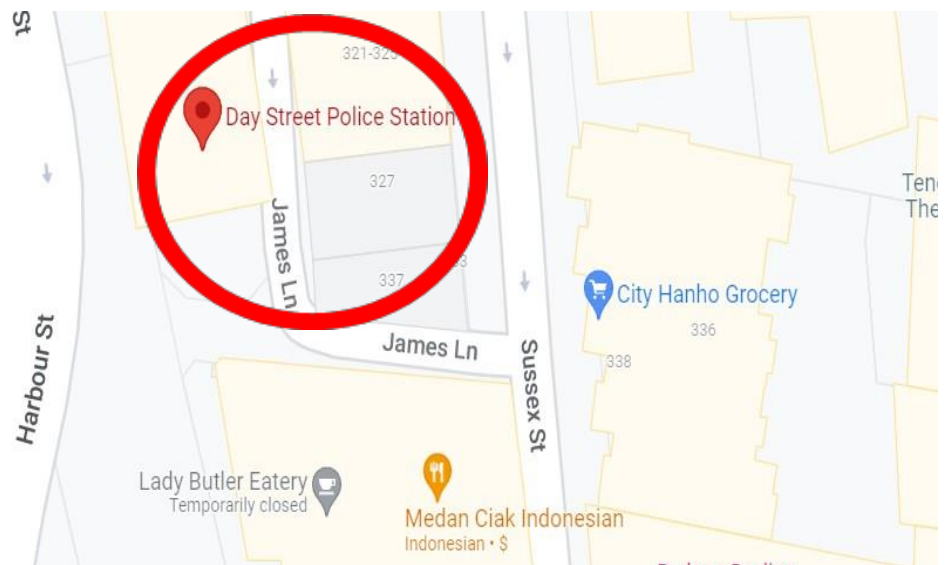 St
321-32
Day Street Police Station
327
Ten
The
James Ln
337
City Hanho Grocery
336
338
James Ln
Harbour St
Sussex St
Lady Butler Eatery
Temporarily closed
Medan Ciak Indonesian
Indonesian • $